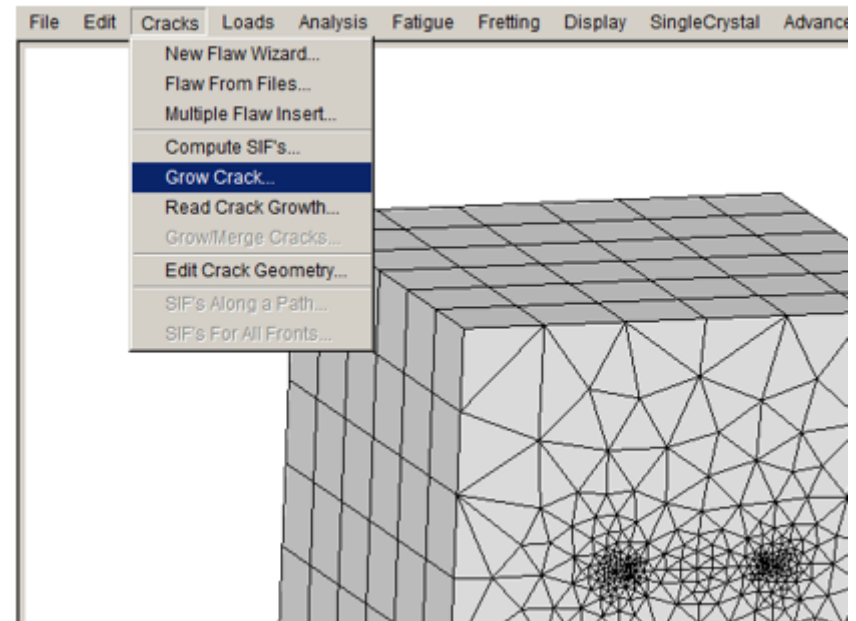 File Edit Cracks Loads Analysis Fatigue Fretting Display SingleCrystal Advance
New Flaw Wizard...
Flaw From Files...
Multiple Flaw Insert...
Compute SIF's...
Grow Crack...
Read Crack Growth...
Grow/Merge Cracks...
Edit Crack Geometry...
SIF's Along a Path...
SIF's For All Fronts...